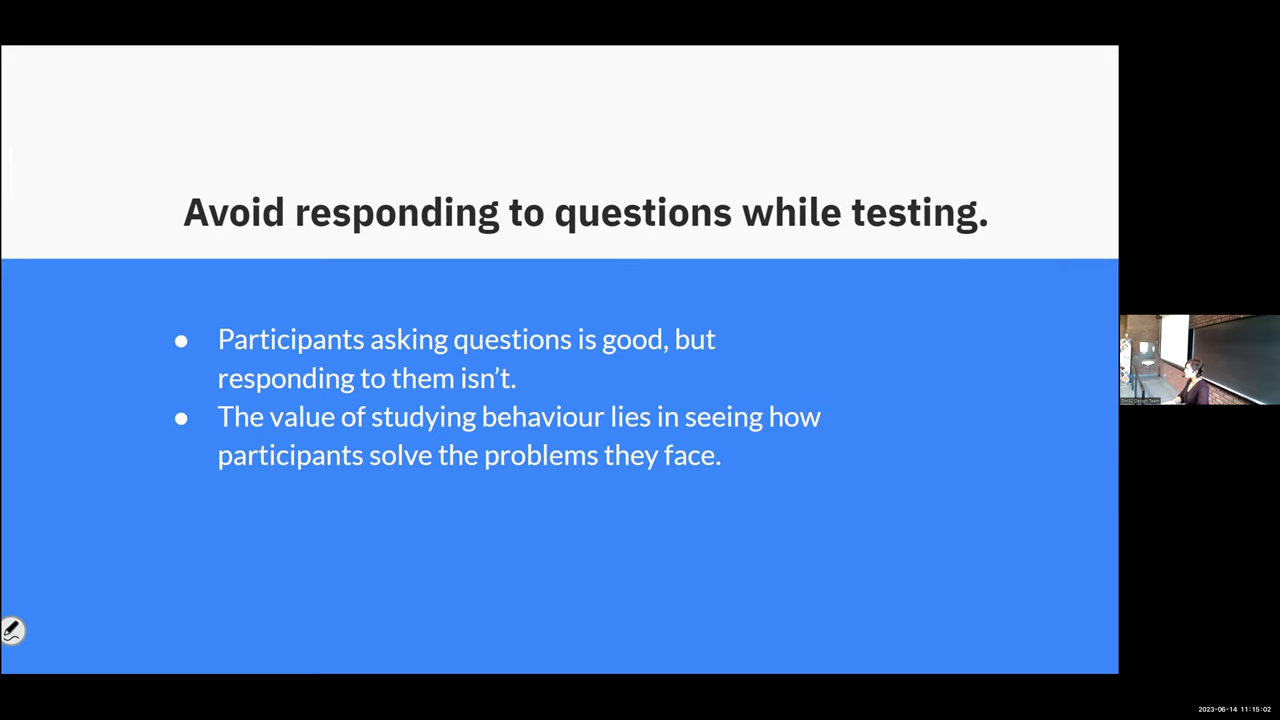 Avoid responding to questions while testing.
● Participants asking questions is good, but
responding to them isn’t.
● The value of studying behaviour lies in seeing how
participants solve the problems they face.
2023-06-14 11:15:02